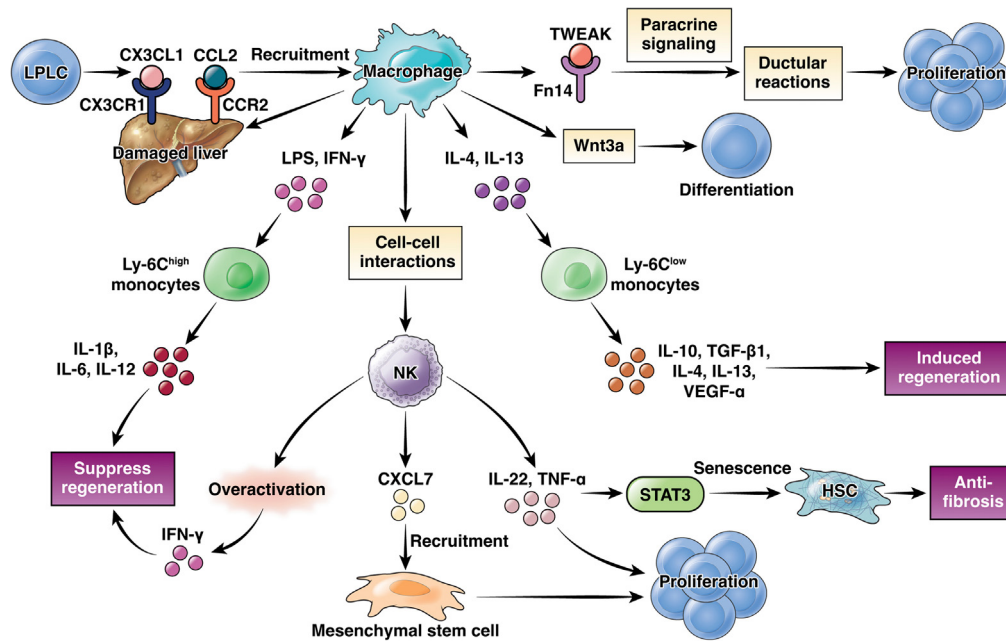 LPLC
CX3CL1
CCL2
CX3CR1
CCR2
Damaged liver
Recruitment
Macrophage
TWEAK
Fn14
Paracrine
signaling
Ductular
reactions
Proliferation
Wnt3a
Differentiation
LPS, IFN-γ
IL-4, IL-13
Ly-6Chigh
monocytes
Cell-cell
interactions
Ly-6Clow
monocytes
IL-1β,
IL-6, IL-12
NK
IL-10, TGF-β1,
IL-4, IL-13,
VEGF-α
Induced
regeneration
Suppress
regeneration
Overactivation
CXCL7
IL-22, TNF-α
STAT3
Senescence
HSC
Anti-
fibrosis
IFN-γ
Recruitment
Mesenchymal stem cell
Proliferation